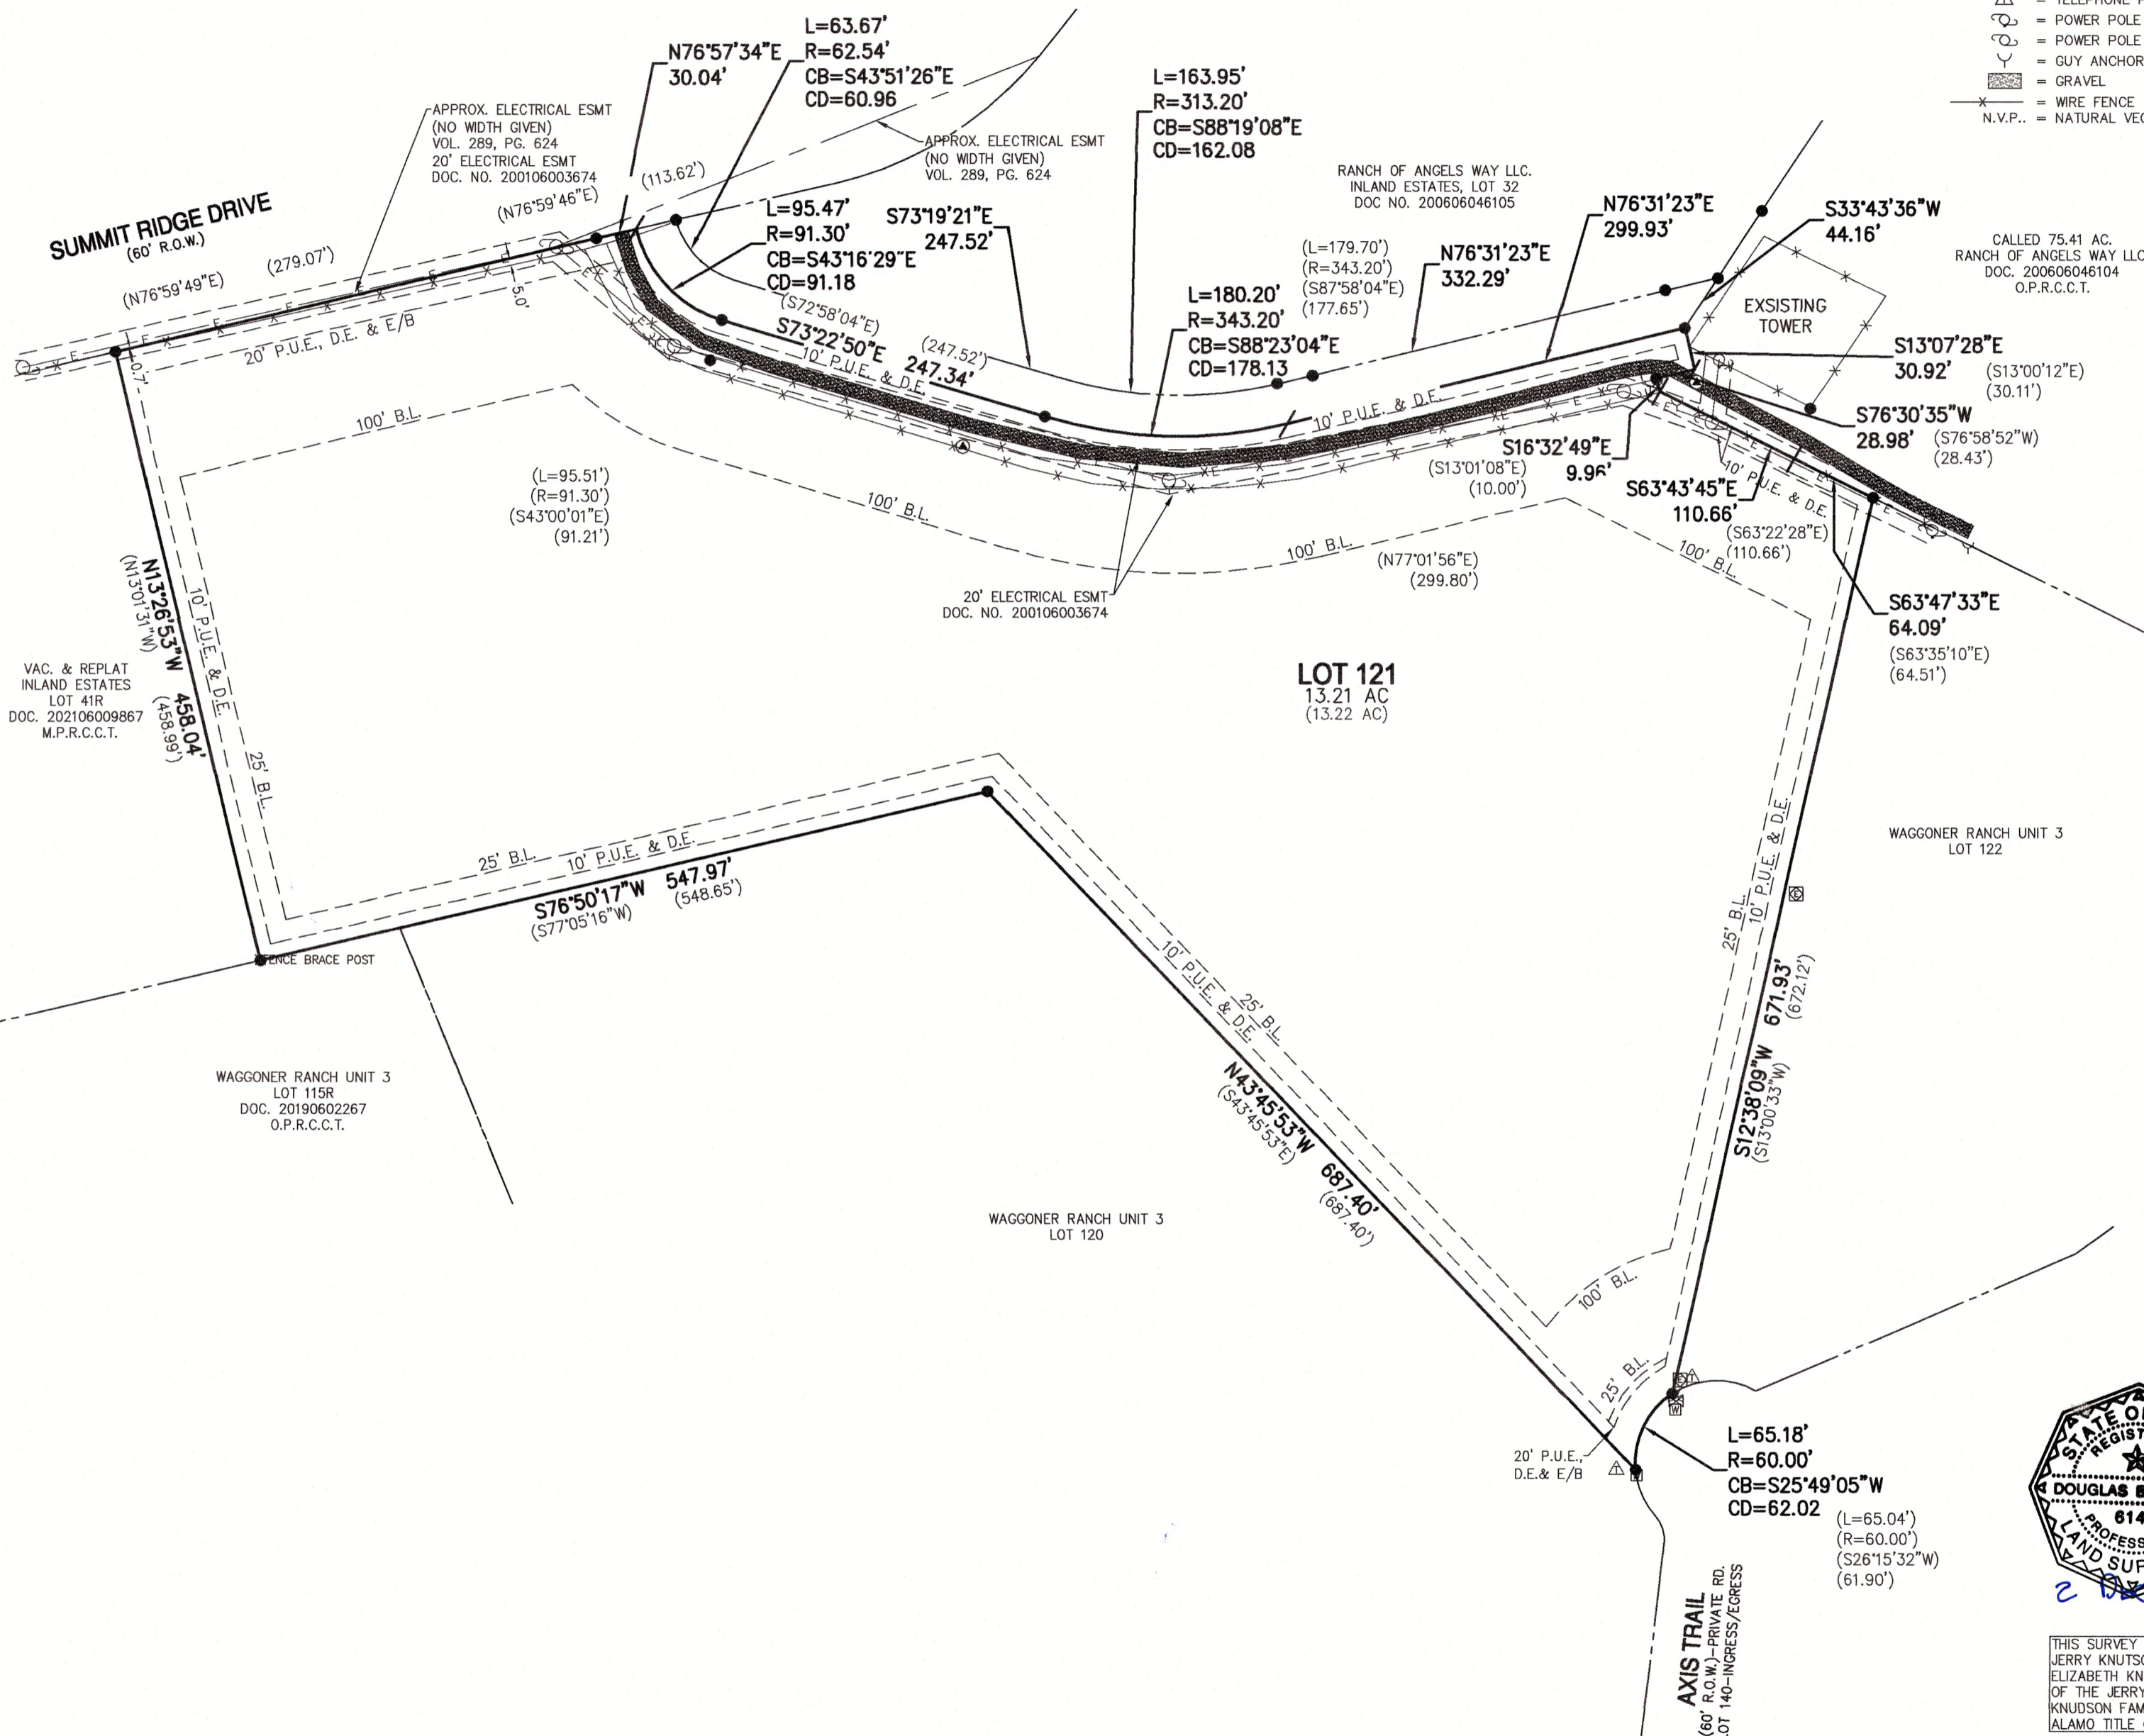 = POWER POLE
= POWER POLE
= GUY ANCHOR
= GRAVEL
= WIRE FENCE
N.V.P.. = NATURAL
L=63.67'
R=62.54'
CB=S43°51'26"E
CD=60.96
N76°57'34"E
30.04'
APPROX. ELECTRICAL ESMT
(NO WIDTH GIVEN)
VOL. 289, PG. 624
20' ELECTRICAL ESMT
DOC. NO. 200106003674
APPROX. ELECTRICAL ESMT
(NO WIDTH GIVEN)
VOL. 289, PG. 624
L=163.95'
R=313.20'
CB=S88°19'08"E
CD=162.08
RANCH OF ANGELS WAY LLC.
INLAND ESTATES, LOT 32
DOC NO. 200606046105
SUMMIT RIDGE DRIVE
(60' R.O.W.)
(N76°59'49"E) (279.07')
(N76°59'46"E) (113.62')
L=95.47'
R=91.30'
CB=S43°16'29"E
CD=91.18
(S72°58'04"E)
S73°22'50"E 247.34'
S73°19'21"E
247.52'
(247.52')
L=180.20'
R=343.20'
CB=S88°23'04"E
CD=178.13
(L=179.70')
(R=343.20')
(S87°58'04"E)
(177.65')
N76°31'23"E
332.29'
N76°31'23"E
299.93'
S33°43'36"W
44.16'
CALLED 75.41 AC.
RANCH OF ANGELS WAY LLC
DOC. 200606046104
O.P.R.C.C.T.
EXSISTING
TOWER
S13°07'28"E
30.92'
(S13°00'12"E)
(30.11')
S76°30'35"W
28.98'
(S76°58'52"W)
(28.43')
S16°32'49"E
9.96'
(S13°01'08"E)
(10.00')
S63°43'45"E
110.66'
(S63°22'28"E)
(110.66')
S63°47'33"E
64.09'
(S63°35'10"E)
(64.51')
0.7'
5.0'
20' P.U.E., D.E. & E/B
10' P.U.E. & D.E.
10' P.U.E. & D.E.
10' P.U.E. & D.E.
100' B.L.
100' B.L.
100' B.L.
100' B.L.
(L=95.51')
(R=91.30')
(S43°00'01"E)
(91.21')
(N77°01'56"E)
(299.80')
20' ELECTRICAL ESMT
DOC. NO. 200106003674
N13°26'53"W 458.04'
(N13°01'31"W) (458.99')
10' P.U.E. & D.E.
25' B.L.
VAC. & REPLAT
INLAND ESTATES
LOT 41R
DOC. 202106009867
M.P.R.C.C.T.
LOT 121
13.21 AC
(13.22 AC)
25' B.L.
10' P.U.E. & D.E.
S76°50'17"W 547.97'
(S77°05'16"W) (548.65')
FENCE BRACE POST
WAGGONER RANCH UNIT 3
LOT 122
25' B.L.
10' P.U.E. & D.E.
S12°38'09"W 671.93'
(S13°00'33"W) (672.12')
WAGGONER RANCH UNIT 3
LOT 115R
DOC. 20190602267
O.P.R.C.C.T.
25' B.L.
10' P.U.E. & D.E.
N43°45'53"W 687.40'
(S43°45'53"E) (687.40')
WAGGONER RANCH UNIT 3
LOT 120
100' B.L.
25' B.L.
20' P.U.E.,
D.E.& E/B
L=65.18'
R=60.00'
CB=S25°49'05"W
CD=62.02
(L=65.04')
(R=60.00')
(S26°15'32"W)
(61.90')
AXIS TRAIL
(60' R.O.W.)-PRIVATE RD.
LOT 140-INGRESS/EGRESS
STATE
DOUGLAS
LAND
THIS SURVEY
JERRY
ELIZABETH
OF THE JERRY
KNUDSON
ALAMO TITLE